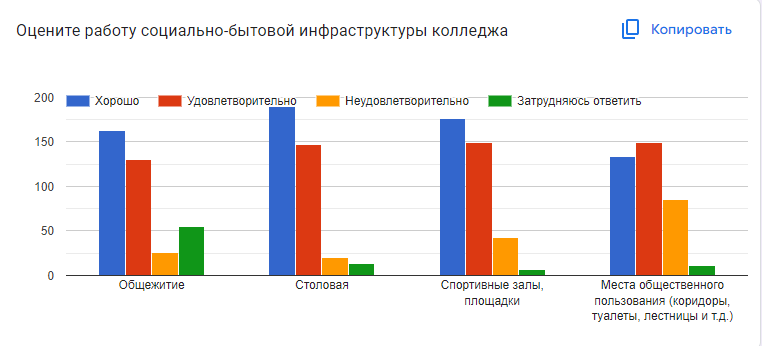 Оцените работу социально-бытовой инфраструктуры колледжа
Копировать
Хорошо
Удовлетворительно
Неудовлетворительно
Затрудняюсь ответить
200
150
100
50
0
Общежитие
Столовая
Спортивные залы,
площадки
Места общественного
пользования (коридоры,
туалеты, лестницы и т.д.)